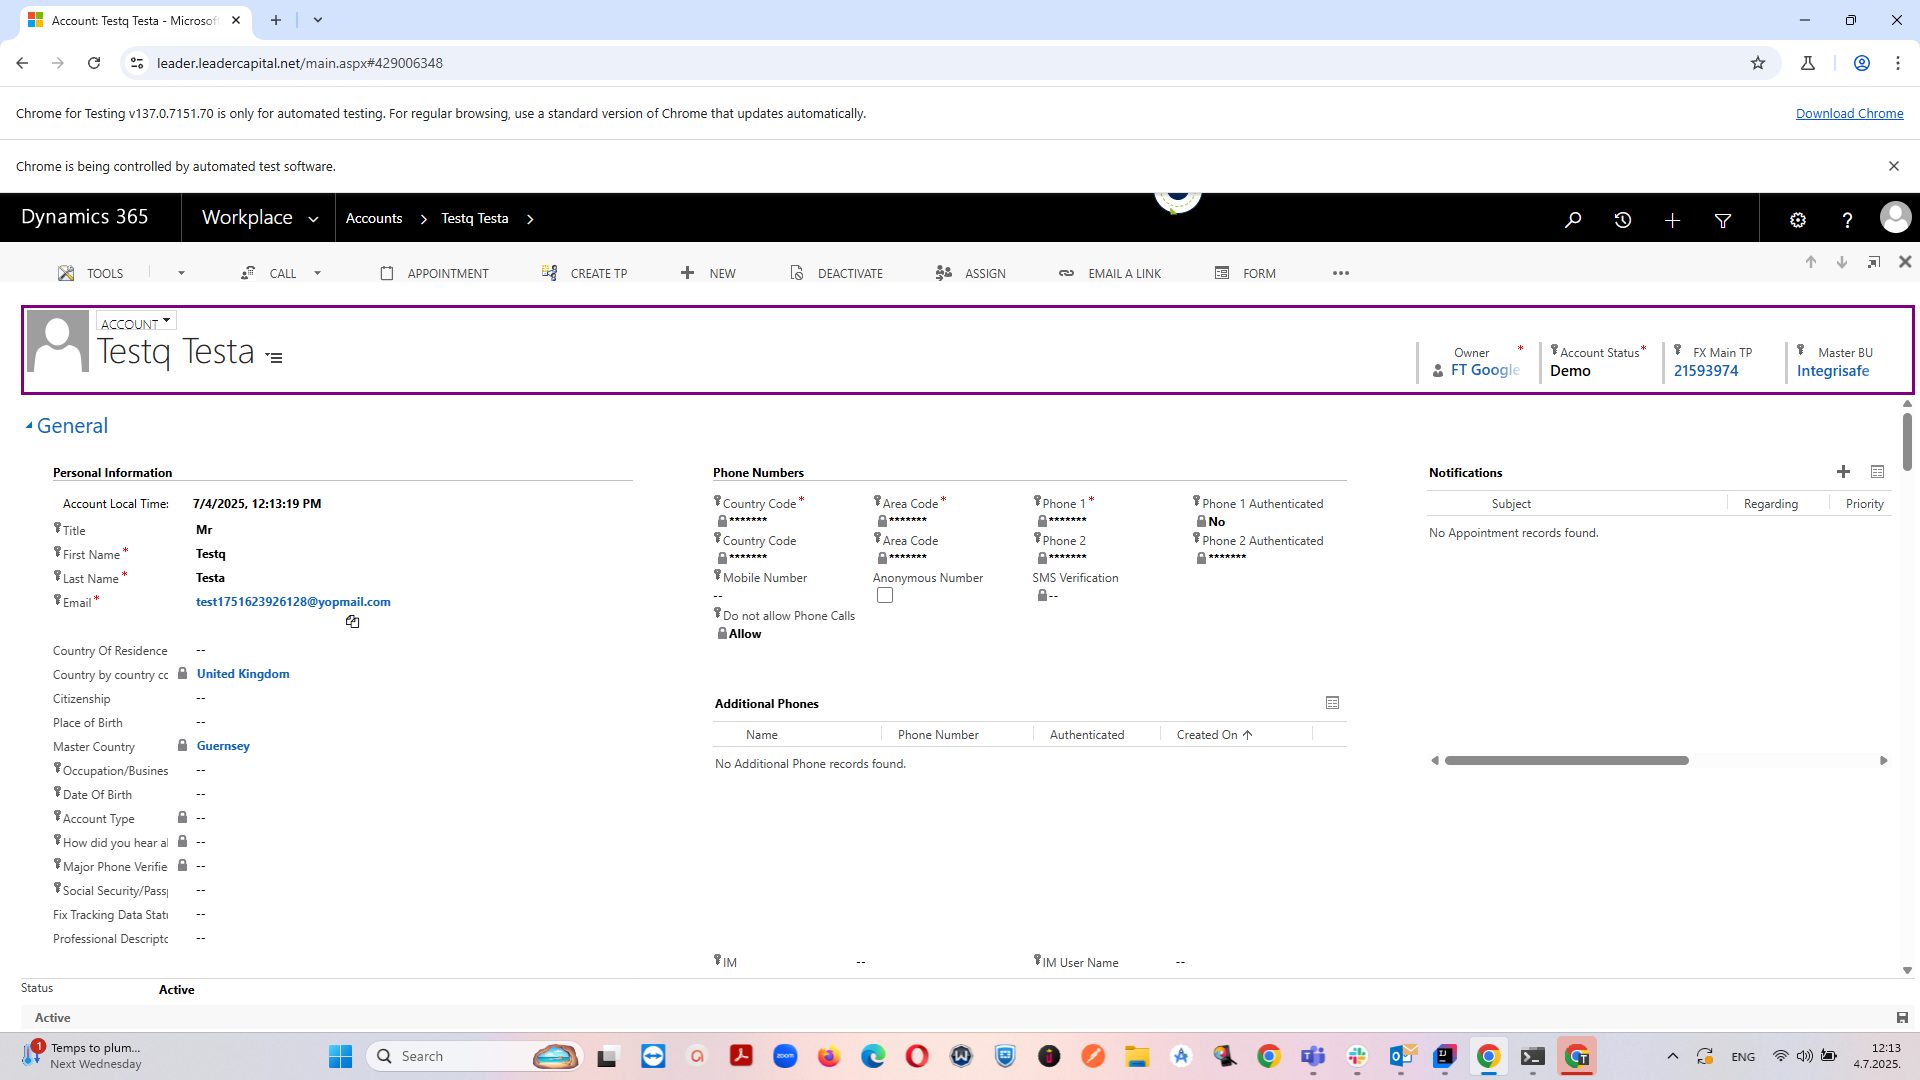 Account: Testq Testa - Microsof
leader.leadercapital.net/main.aspx#429006348
Chrome for Testing v137.0.7151.70 is only for automated testing. For regular browsing, use a standard version of Chrome that updates automatically.
Download Chrome
Chrome is being controlled by automated test software.
Dynamics 365
Workplace
Accounts
Testq Testa
TOOLS
CALL
APPOINTMENT
CREATE TP
NEW
DEACTIVATE
ASSIGN
EMAIL A LINK
FORM
ACCOUNT
Testq Testa
Owner *
FT Google
Account Status *
Demo
FX Main TP
21593974
Master BU
Integrisafe
General
Personal Information
Account Local Time: 7/4/2025, 12:13:19 PM
Title Mr
First Name * Testq
Last Name * Testa
Email * test1751623926128@yopmail.com
Country Of Residence --
Country by country cc United Kingdom
Citizenship --
Place of Birth --
Master Country Guernsey
Occupation/Busines --
Date Of Birth --
Account Type --
How did you hear al --
Major Phone Verifie --
Social Security/Pass --
Fix Tracking Data Statu --
Professional Descripto --
Phone Numbers
Country Code * Area Code * Phone 1 * Phone 1 Authenticated
******* ******* ******* No
Country Code Area Code Phone 2 Phone 2 Authenticated
******* ******* ******* *******
Mobile Number Anonymous Number SMS Verification
-- --
Do not allow Phone Calls
Allow
Additional Phones
Name Phone Number Authenticated Created On
No Additional Phone records found.
IM -- IM User Name --
Notifications
Subject Regarding Priority
No Appointment records found.
Status Active
Active
1
Temps to plum...
Next Wednesday
Search
zoom
ENG
12:13
4.7.2025.